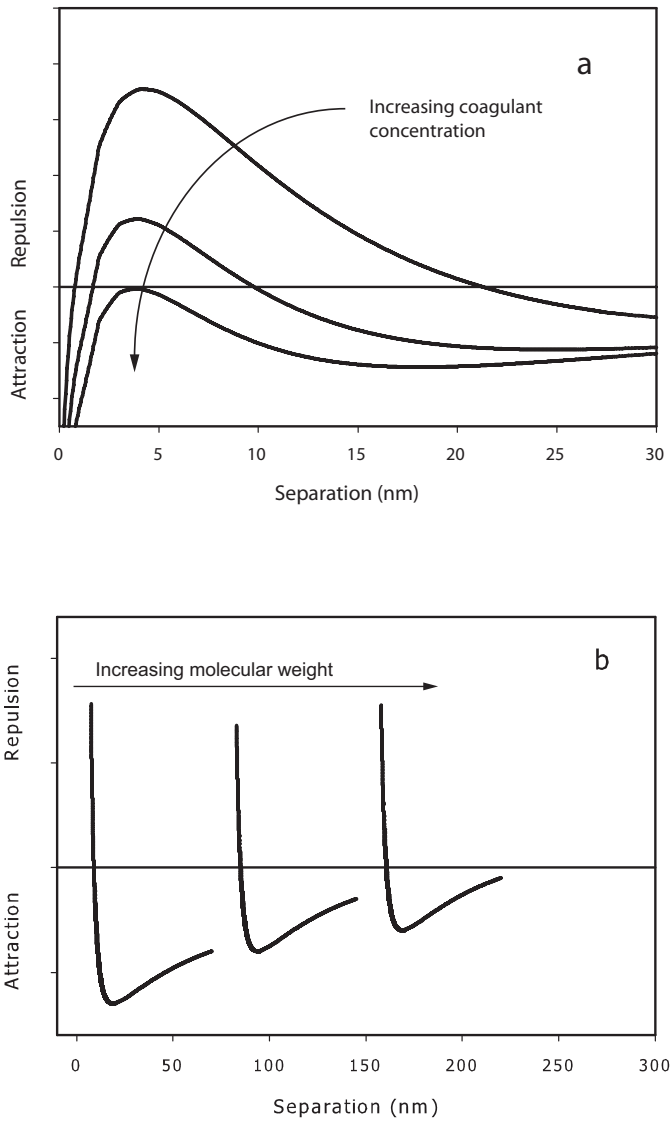 a
Increasing coagulant
concentration
Repulsion
Attraction
0 5 10 15 20 25 30
Separation (nm)
b
Increasing molecular weight
Repulsion
Attraction
0 50 100 150 200 250 300
Separation (nm)